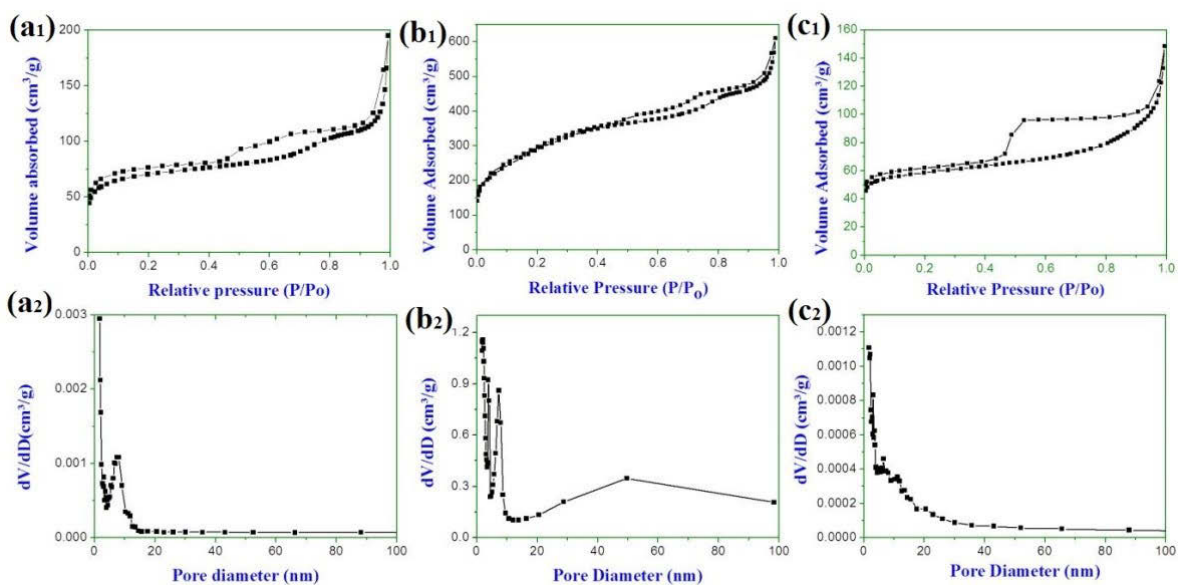 (a1)
200
150
100
50
0
0.0 0.2 0.4 0.6 0.8 1.0
Volume absorbed (cm³/g)
Relative pressure (P/Po)
(b1)
600
500
400
300
200
100
0
0.0 0.2 0.4 0.6 0.8 1.0
Volume Adsorbed (cm³/g)
Relative Pressure (P/PO)
(c1)
160
140
120
100
80
60
40
20
0
0.0 0.2 0.4 0.6 0.8 1.0
Volume Adsorbed (cm³/g)
Relative Pressure (P/Po)
(a2)
0.003
0.002
0.001
0.000
0 20 40 60 80 100
dV/dD(cm³/g)
Pore diameter (nm)
(b2)
1.2
0.9
0.6
0.3
0.0
0 20 40 60 80 100
dV/dD (cm³/g)
Pore Diameter (nm)
(c2)
0.0012
0.0010
0.0008
0.0006
0.0004
0.0002
0.0000
0 20 40 60 80 100
dV/dD (cm³/g)
Pore Diameter (nm)